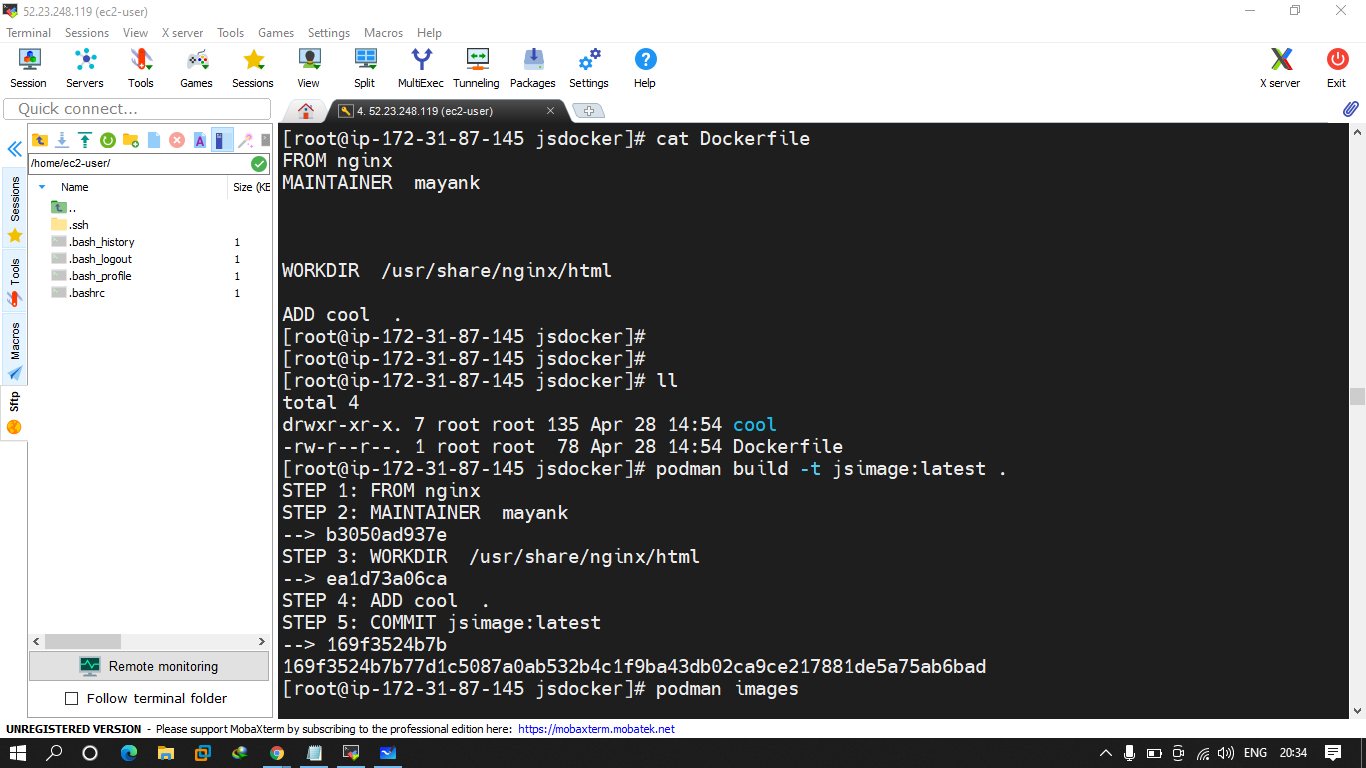 52.23.248.119 (ec2-user)
Terminal Sessions View X server Tools Games Settings Macros Help
Session Servers Tools Games Sessions View Split MultiExec Tunneling Packages Settings Help X server Exit
Quick connect...
4. 52.23.248.119 (ec2-user)
/home/ec2-user/
Name Size (KB
..
.ssh
.bash_history 1
.bash_logout 1
.bash_profile 1
.bashrc 1
Sessions
Tools
Macros
Sftp
Remote monitoring
Follow terminal folder
[root@ip-172-31-87-145 jsdocker]# cat Dockerfile
FROM nginx
MAINTAINER  mayank
WORKDIR  /usr/share/nginx/html
ADD cool  .
[root@ip-172-31-87-145 jsdocker]#
[root@ip-172-31-87-145 jsdocker]#
[root@ip-172-31-87-145 jsdocker]# ll
total 4
drwxr-xr-x. 7 root root 135 Apr 28 14:54 cool
-rw-r--r--. 1 root root  78 Apr 28 14:54 Dockerfile
[root@ip-172-31-87-145 jsdocker]# podman build -t jsimage:latest .
STEP 1: FROM nginx
STEP 2: MAINTAINER  mayank
--> b3050ad937e
STEP 3: WORKDIR  /usr/share/nginx/html
--> ea1d73a06ca
STEP 4: ADD cool  .
STEP 5: COMMIT jsimage:latest
--> 169f3524b7b
169f3524b7b77d1c5087a0ab532b4c1f9ba43db02ca9ce217881de5a75ab6bad
[root@ip-172-31-87-145 jsdocker]# podman images
UNREGISTERED VERSION - Please support MobaXterm by subscribing to the professional edition here: https://mobaxterm.mobatek.net
ENG 20:34